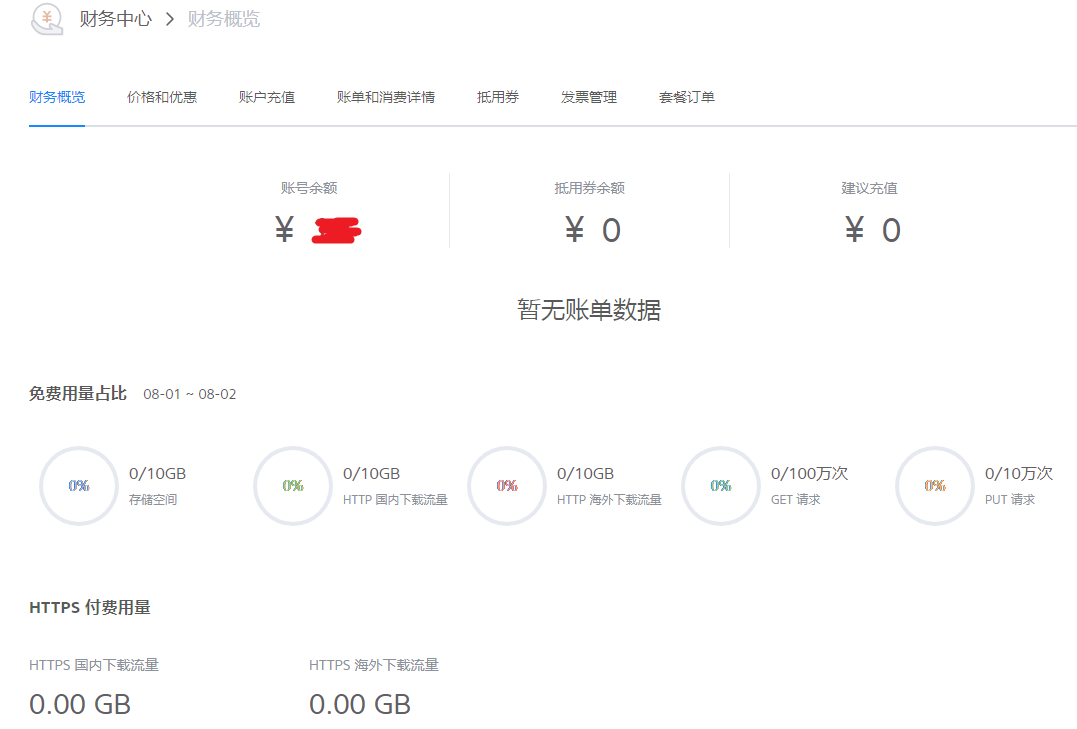 财务中心 > 财务概览
财务概览 价格和优惠 账户充值 账单和消费详情 抵用券 发票管理 套餐订单
账号余额 抵用券余额 建议充值
¥ ¥ 0 ¥ 0
暂无账单数据
免费用量占比 08-01 ~ 08-02
0% 0/10GB 0% 0/10GB 0% 0/10GB 0% 0/100万次 0% 0/10万次
存储空间 HTTP 国内下载流量 HTTP 海外下载流量 GET 请求 PUT 请求
HTTPS 付费用量
HTTPS 国内下载流量 HTTPS 海外下载流量
0.00 GB 0.00 GB